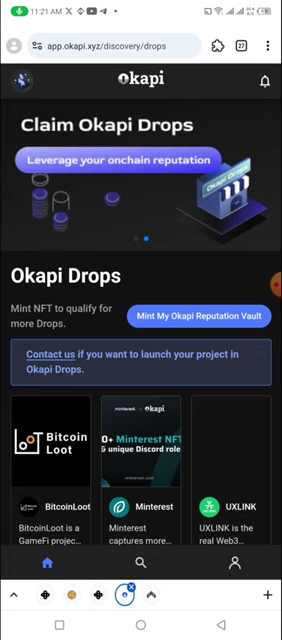 11:21 AM
app.okapi.xyz/discovery/drops
27
okapi
Claim Okapi Drops
Leverage your onchain reputation
Okapi Drops
Okapi Drops
Mint NFT to qualify for
more Drops.
Mint My Okapi Reputation Vault
Contact us if you want to launch your project in
Okapi Drops.
Bitcoin
Loot
minterest. × okapi
0+ Minterest NFT
& unique Discord role
minterest.com
BitcoinLoot
Minterest
UXLINK
BitcoinLoot is a
GameFi projec...
Minterest
captures more...
UXLINK is the
real Web3...